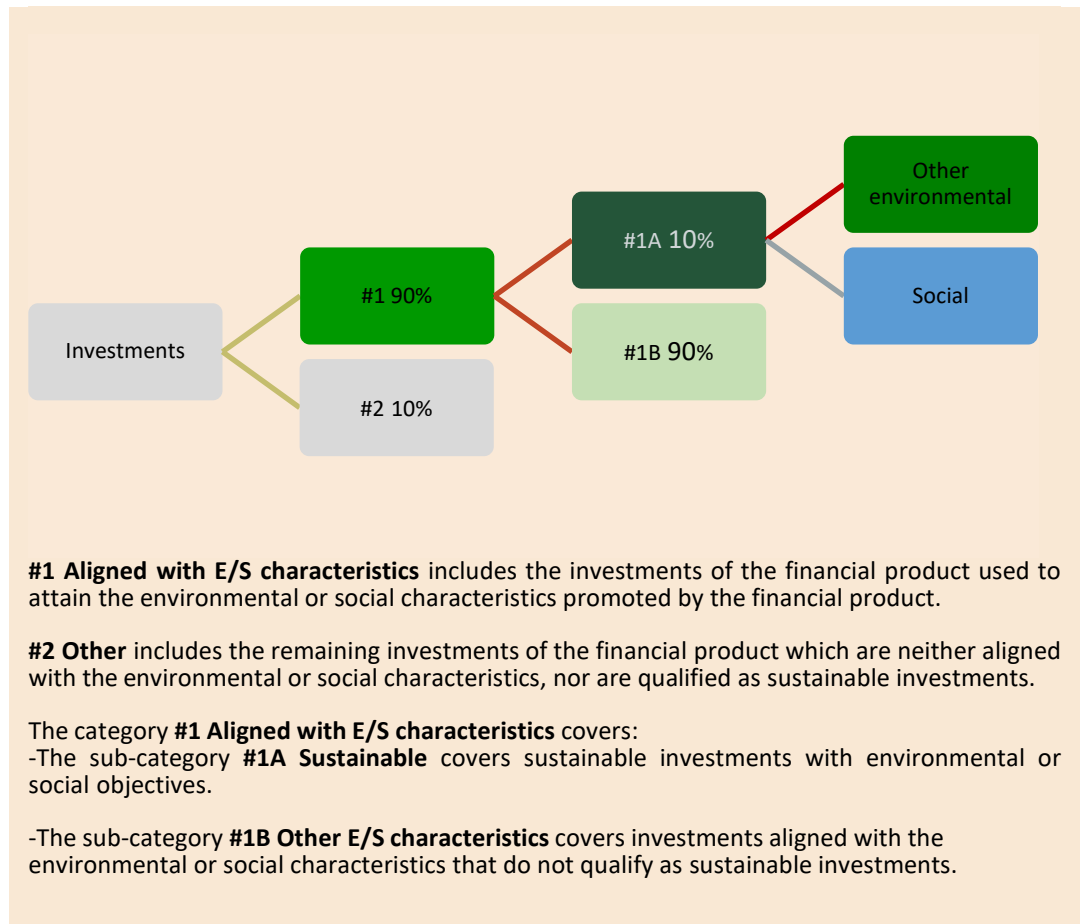 Other
environmental
#1A 10%
#1 90%
Social
Investments
#1B 90%
#2 10%
#1 Aligned with E/S characteristics includes the investments of the financial product used to
attain the environmental or social characteristics promoted by the financial product.
#2 Other includes the remaining investments of the financial product which are neither aligned
with the environmental or social characteristics, nor are qualified as sustainable investments.
The category #1 Aligned with E/S characteristics covers:
-The sub-category #1A Sustainable covers sustainable investments with environmental or
social objectives.
-The sub-category #1B Other E/S characteristics covers investments aligned with the
environmental or social characteristics that do not qualify as sustainable investments.